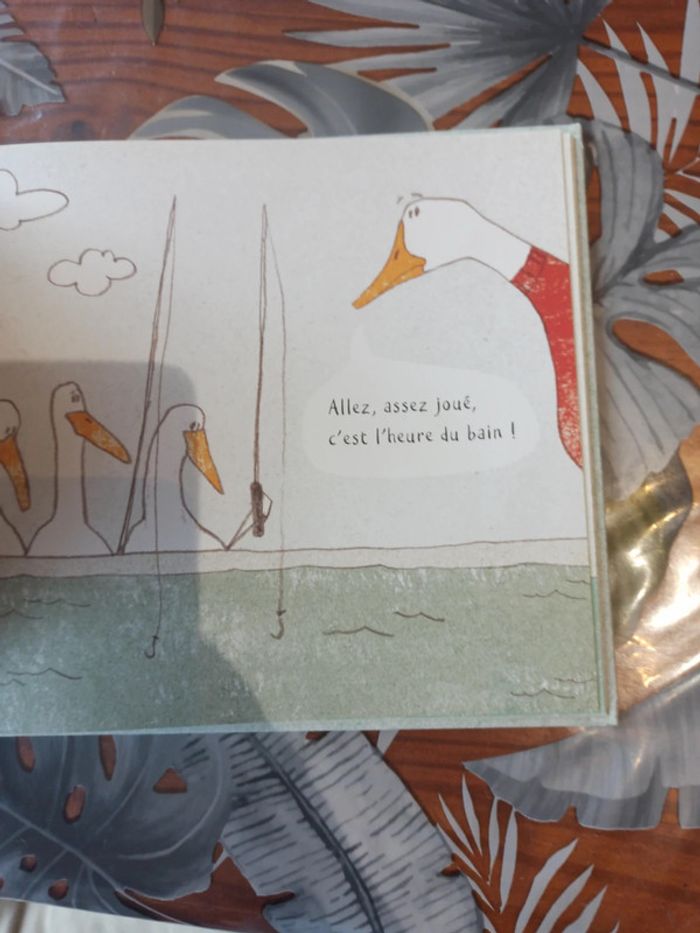 Allez, assez joué,
c'est l'heure du bain !